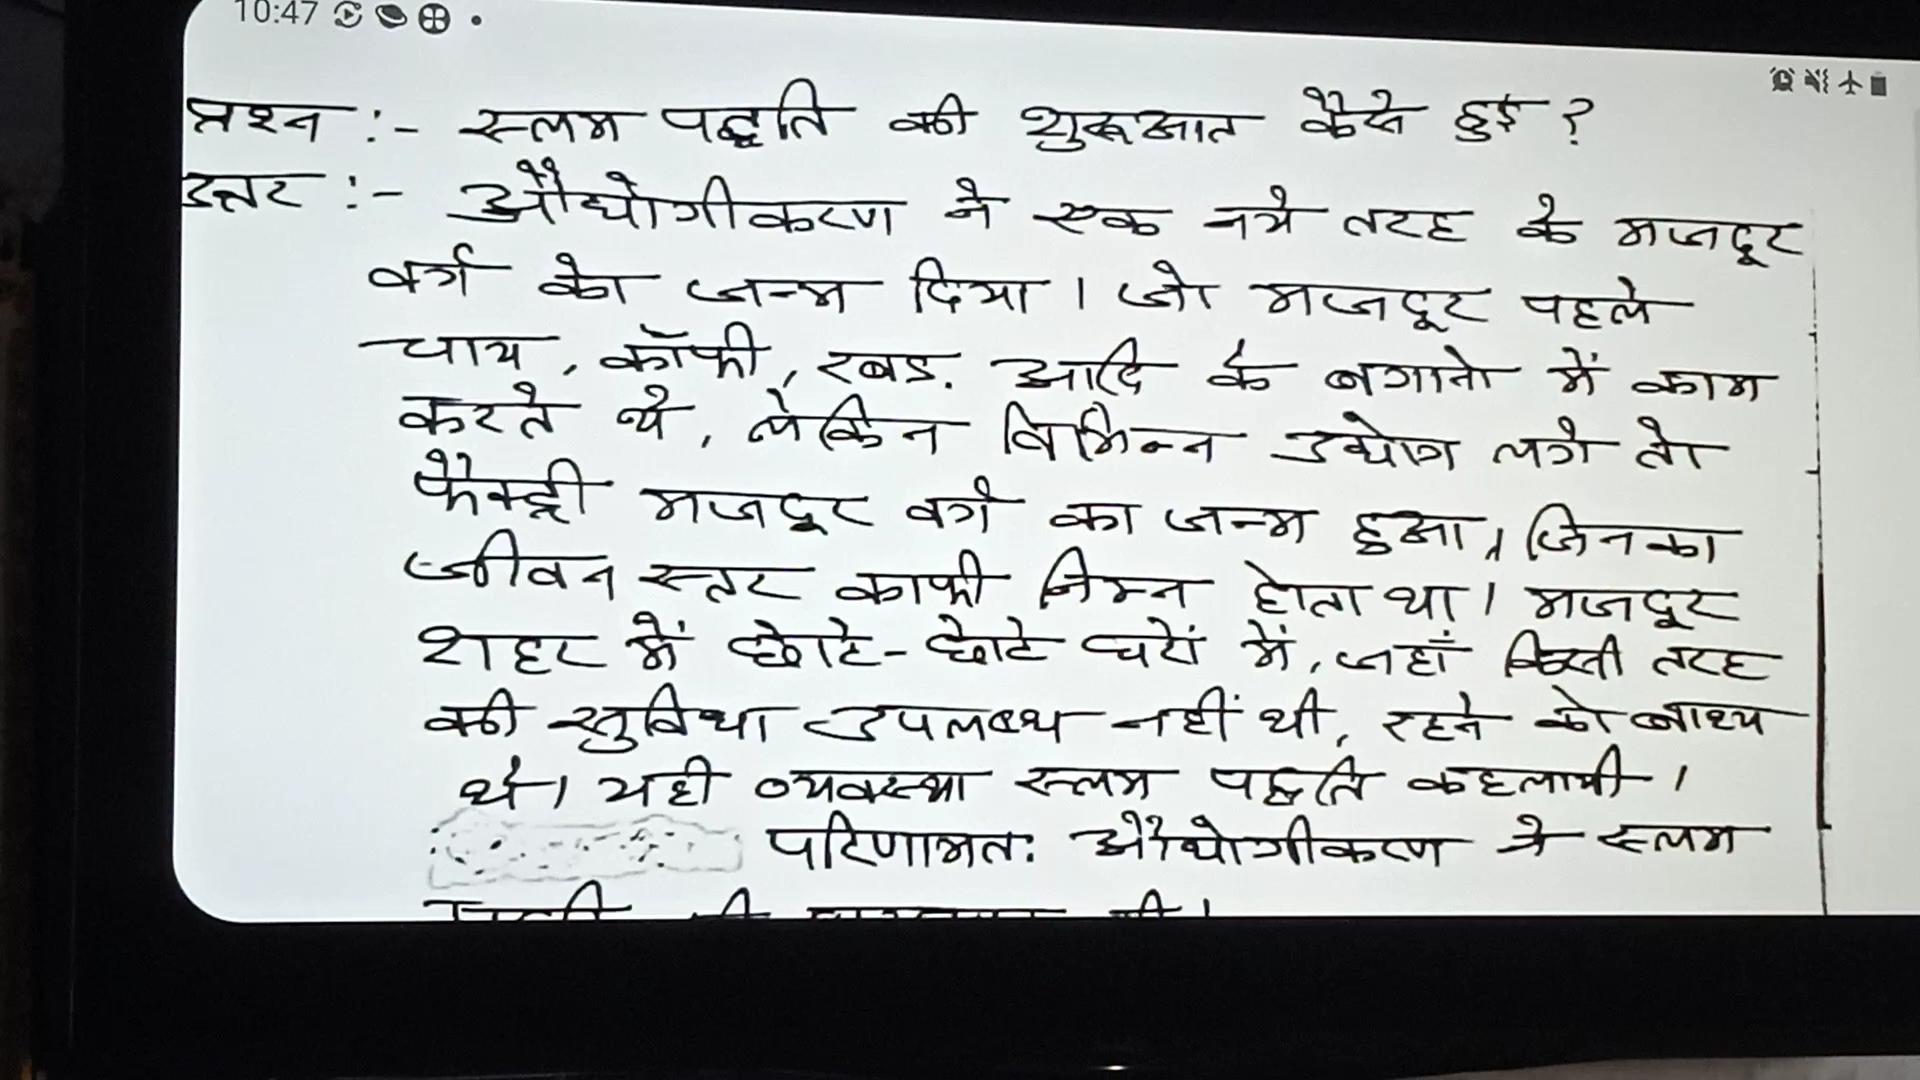 10:47
प्रश्न :- स्लम पद्धति की शुरूआत कैसे हुई ?
उत्तर :- औद्योगीकरण ने एक नये तरह के मजदूर
वर्ग को जन्म दिया । जो मजदूर पहले
चाय, कॉफी, रबड. आदि के बगानो में काम
करते थे, लेकिन विभिन्न उद्योग लगे तो
फैक्ट्री मजदूर वर्ग का जन्म हुआ, जिनका
जीवन स्तर काफी निम्न होता था । मजदूर
शहर में छोटे-छोटे घरों में, जहाँ किसी तरह
की सुविधा उपलब्ध नहीं थी, रहने को बाध्य
थे । यही व्यवस्था स्लम पद्धति कहलायी ।
परिणामतः औद्योगीकरण ने स्लम